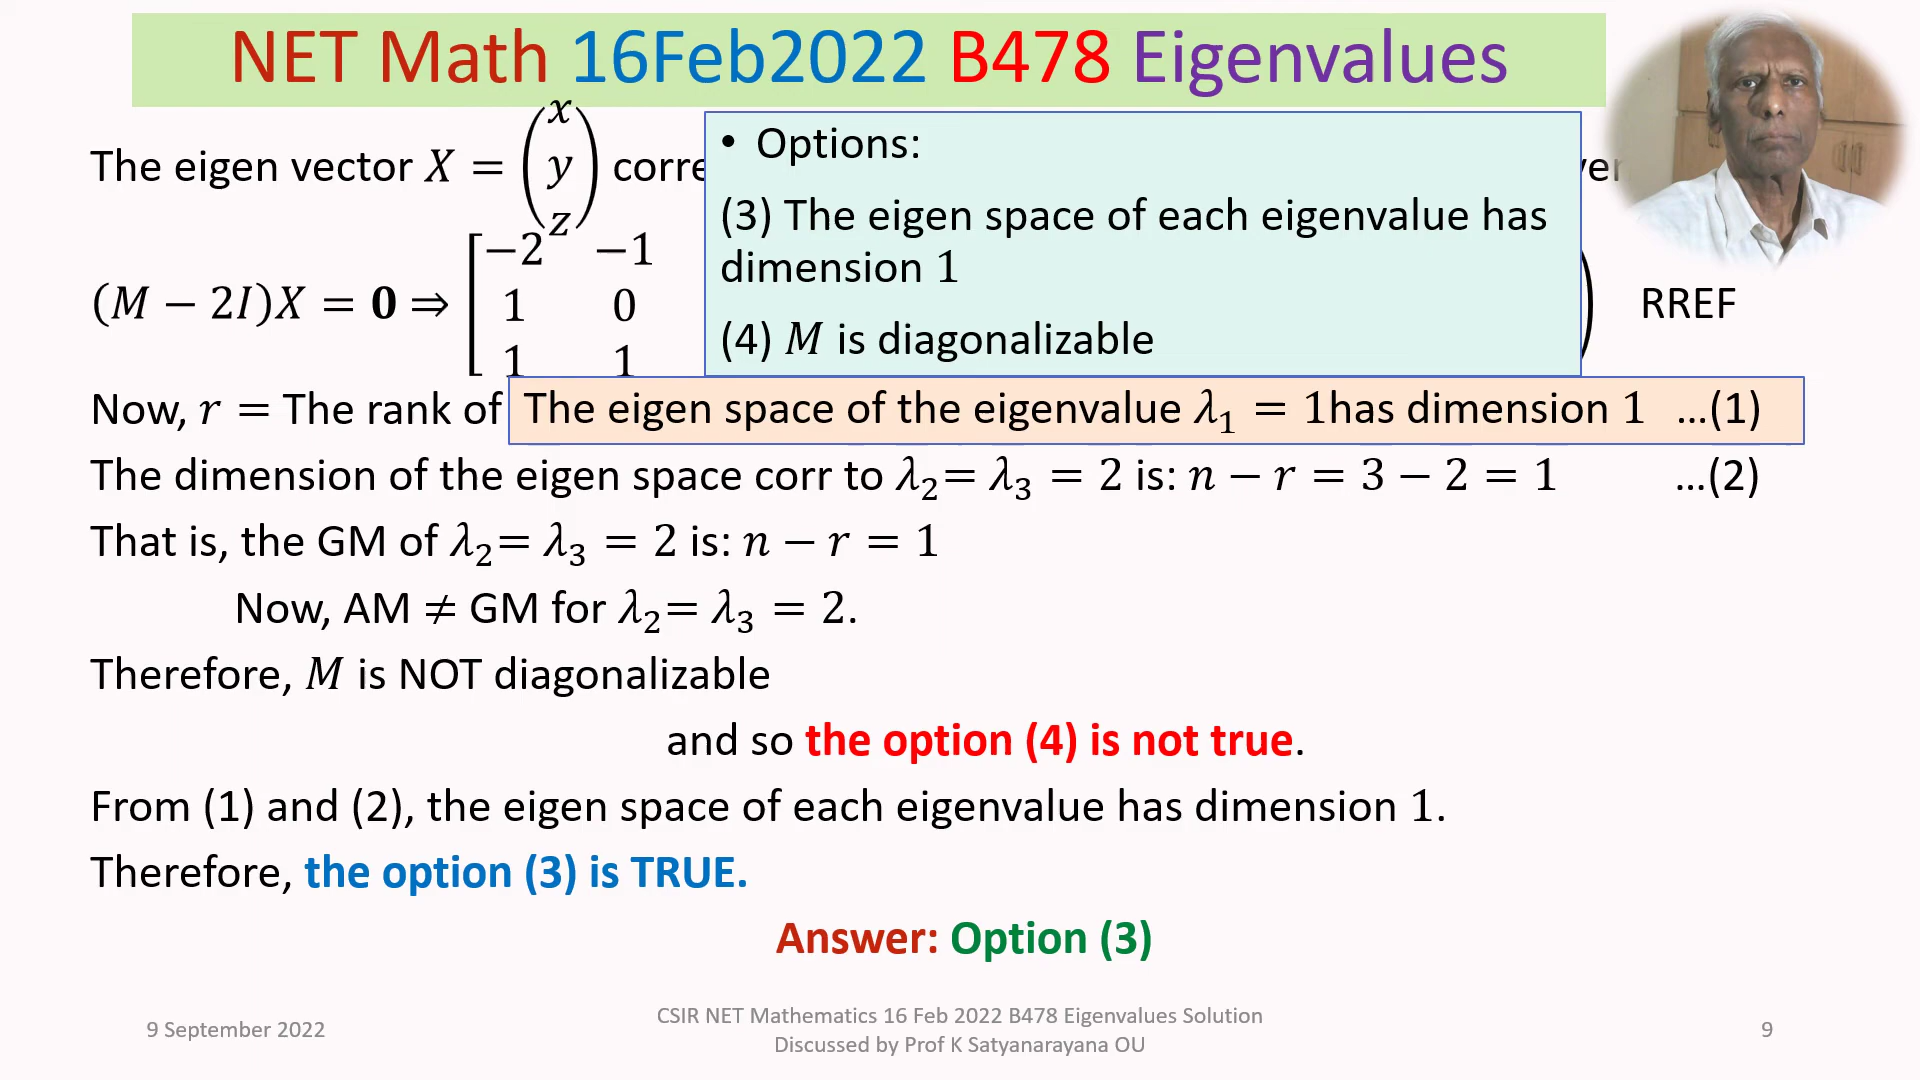 NET Math 16Feb2022 B478 Eigenvalues
The eigen vector X = (x y z) corre
• Options:
(3) The eigen space of each eigenvalue has
dimension 1
(4) M is diagonalizable
(M − 2I)X = 0 ⇒ [−2 −1
1 0
1 1
RREF
Now, r = The rank of
The eigen space of the eigenvalue λ₁ = 1has dimension 1 ...(1)
The dimension of the eigen space corr to λ₂= λ₃ = 2 is: n − r = 3 − 2 = 1 ...(2)
That is, the GM of λ₂= λ₃ = 2 is: n − r = 1
Now, AM ≠ GM for λ₂= λ₃ = 2.
Therefore, M is NOT diagonalizable
and so the option (4) is not true.
From (1) and (2), the eigen space of each eigenvalue has dimension 1.
Therefore, the option (3) is TRUE.
Answer: Option (3)
9 September 2022
CSIR NET Mathematics 16 Feb 2022 B478 Eigenvalues Solution
Discussed by Prof K Satyanarayana OU
9